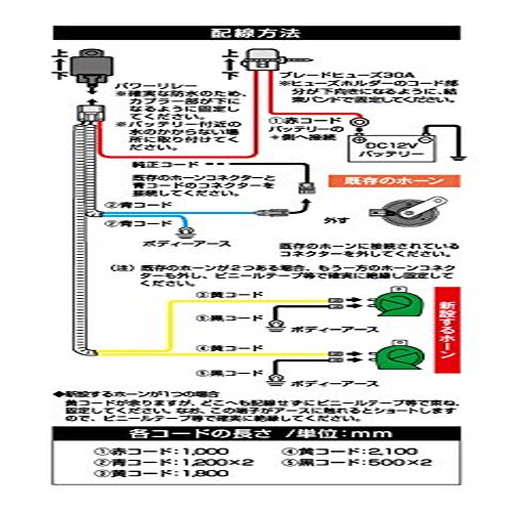 配線方法
上
↑
↓
下
上
↑
↓
下
パワーリレー
※確実な防水のため、
カプラー部が下に
なるように固定し
てください。
※バッテリー付近の
水のかからない場
所に取り付けてく
ださい。
ブレードヒューズ30A
※ヒューズホルダーのコード部
分が下向きになるように、結
束バンドで固定してください。
①赤コード
バッテリーの
＋側へ接続
DC12V
バッテリー
純正コード
既存のホーンコネクターと
青コードのコネクターを
接続してください。
②青コード
②青コード
ボディーアース
既存のホーン
外す
既存のホーンに接続されている
コネクターを外してください。
（注）既存のホーンが2つある場合、もう一方のホーンコネク
ターも外し、ビニールテープ等で確実に絶縁し固定して
ください。
③黄コード
⑤黒コード
ボディーアース
④黄コード
⑤黒コード
ボディーアース
新設するホーン
◆新設するホーンが1つの場合
黄コードが余りますが、どこへも配線せずにビニールテープ等で束ね、
固定してください。なお、この端子がアースに触れるとショートします
ので、ビニールテープ等で確実に絶縁してください。
各コードの長さ /単位:mm
①赤コード:1,000
②青コード:1,200×2
③黄コード:1,800
④黄コード:2,100
⑤黒コード:500×2